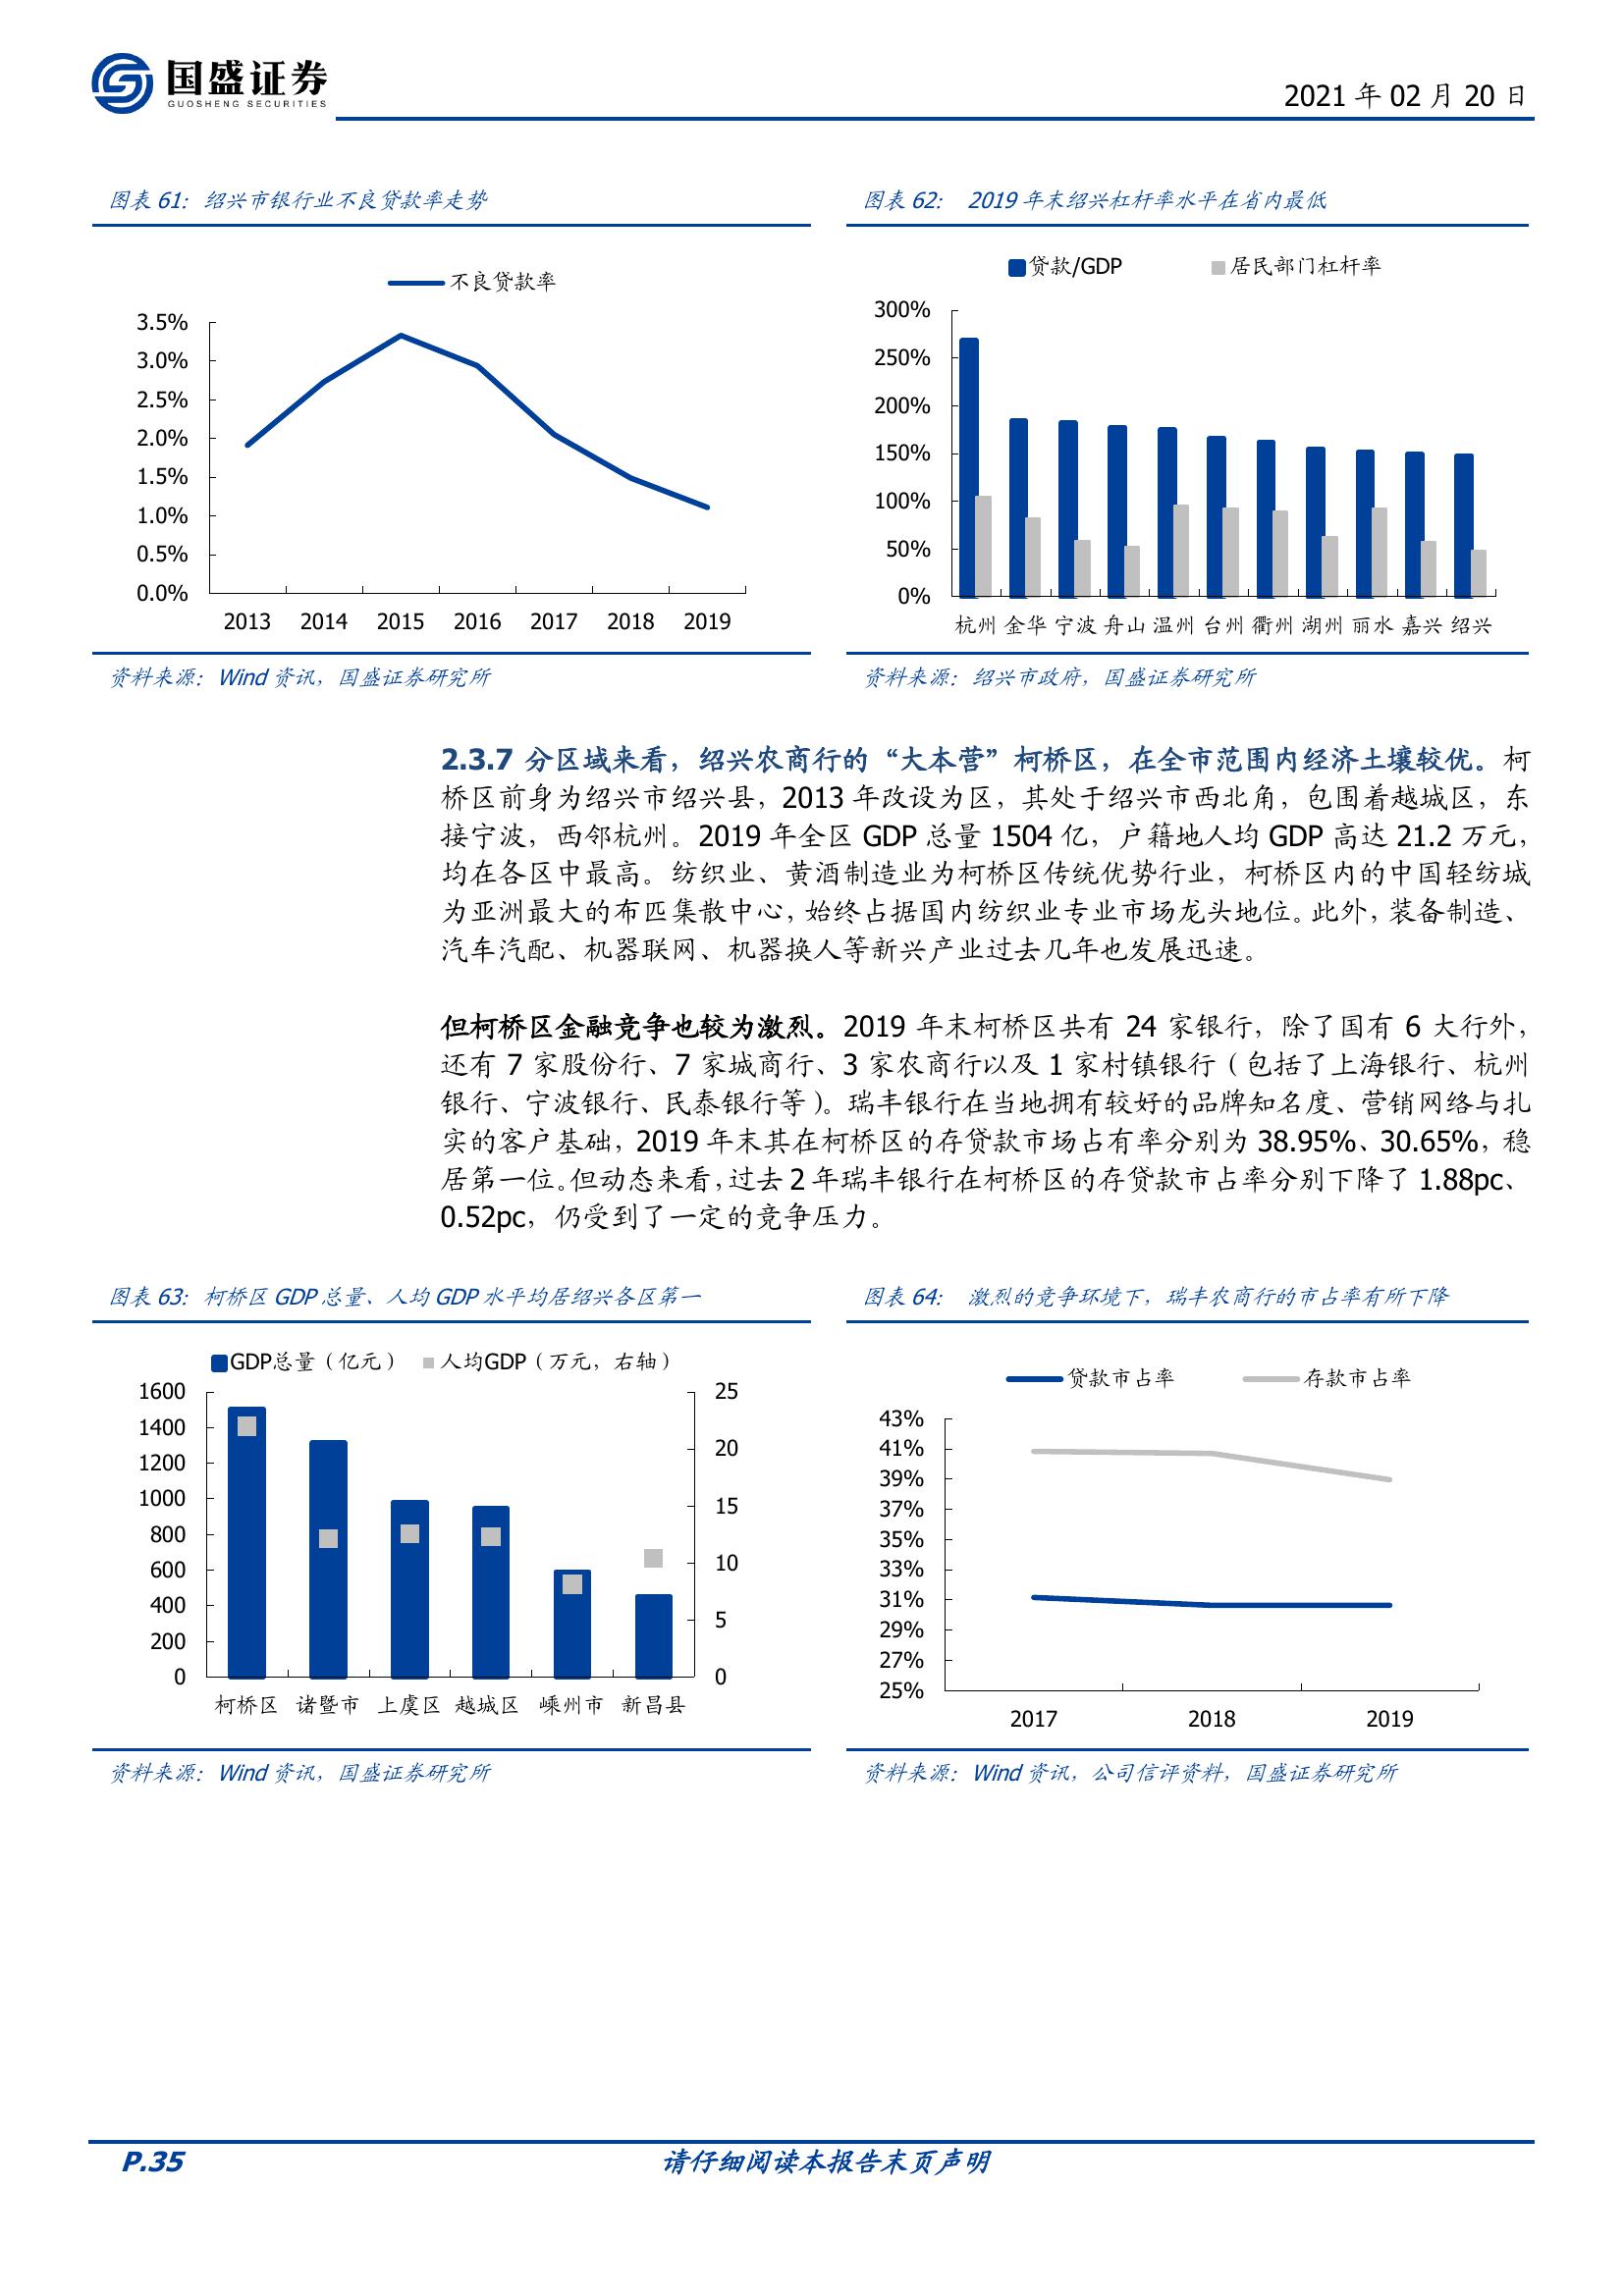 国盛证券
GUOSHENG SECURITIES
2021 年 02 月 20 日
图表 61：绍兴市银行业不良贷款率走势
不良贷款率
3.5%
3.0%
2.5%
2.0%
1.5%
1.0%
0.5%
0.0%
2013 2014 2015 2016 2017 2018 2019
资料来源：Wind 资讯，国盛证券研究所
图表 62： 2019 年末绍兴杠杆率水平在省内最低
贷款/GDP 居民部门杠杆率
300%
250%
200%
150%
100%
50%
0%
杭州 金华 宁波 舟山 温州 台州 衢州 湖州 丽水 嘉兴 绍兴
资料来源：绍兴市政府，国盛证券研究所
2.3.7 分区域来看，绍兴农商行的“大本营”柯桥区，在全市范围内经济土壤较优。柯
桥区前身为绍兴市绍兴县，2013 年改设为区，其处于绍兴市西北角，包围着越城区，东
接宁波，西邻杭州。2019 年全区 GDP 总量 1504 亿，户籍地人均 GDP 高达 21.2 万元，
均在各区中最高。纺织业、黄酒制造业为柯桥区传统优势行业，柯桥区内的中国轻纺城
为亚洲最大的布匹集散中心，始终占据国内纺织业专业市场龙头地位。此外，装备制造、
汽车汽配、机器联网、机器换人等新兴产业过去几年也发展迅速。
但柯桥区金融竞争也较为激烈。2019 年末柯桥区共有 24 家银行，除了国有 6 大行外，
还有 7 家股份行、7 家城商行、3 家农商行以及 1 家村镇银行（包括了上海银行、杭州
银行、宁波银行、民泰银行等）。瑞丰银行在当地拥有较好的品牌知名度、营销网络与扎
实的客户基础，2019 年末其在柯桥区的存贷款市场占有率分别为 38.95%、30.65%，稳
居第一位。但动态来看，过去 2 年瑞丰银行在柯桥区的存贷款市占率分别下降了 1.88pc、
0.52pc，仍受到了一定的竞争压力。
图表 63：柯桥区 GDP 总量、人均 GDP 水平均居绍兴各区第一
GDP总量（亿元） 人均GDP（万元，右轴）
1600
1400
1200
1000
800
600
400
200
0
25
20
15
10
5
0
柯桥区 诸暨市 上虞区 越城区 嵊州市 新昌县
资料来源：Wind 资讯，国盛证券研究所
图表 64： 激烈的竞争环境下，瑞丰农商行的市占率有所下降
贷款市占率 存款市占率
43%
41%
39%
37%
35%
33%
31%
29%
27%
25%
2017 2018 2019
资料来源：Wind 资讯，公司信评资料，国盛证券研究所
P.35
请仔细阅读本报告末页声明